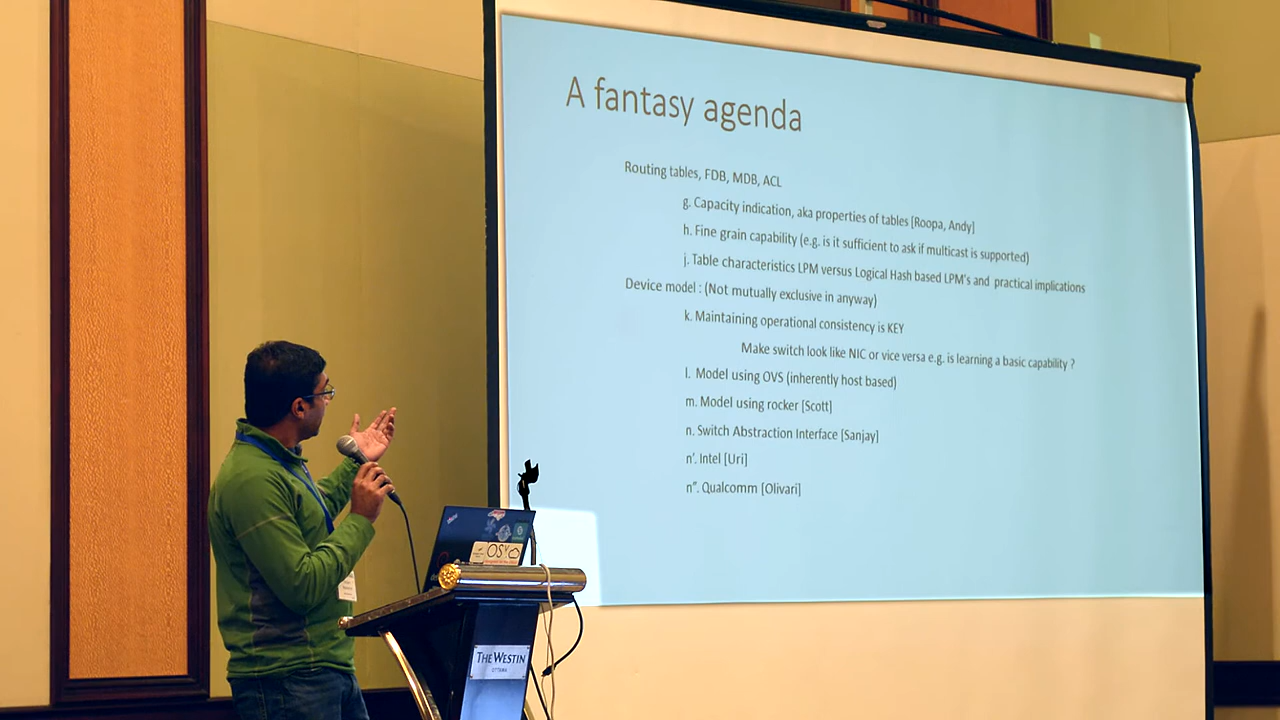 A fantasy agenda
Routing tables, FDB, MDB, ACL
g. Capacity indication, aka properties of tables [Roopa, Andy]
h. Fine grain capability (e.g. is it sufficient to ask if multicast is supported)
j. Table characteristics LPM versus Logical Hash based LPM's and practical implications
Device model : (Not mutually exclusive in anyway)
k. Maintaining operational consistency is KEY
Make switch look like NIC or vice versa e.g. is learning a basic capability ?
l. Model using OVS (inherently host based)
m. Model using rocker [Scott]
n. Switch Abstraction Interface [Sanjay]
n'. Intel [Uri]
n''. Qualcomm [Olivari]
THE WESTIN
OTTAWA